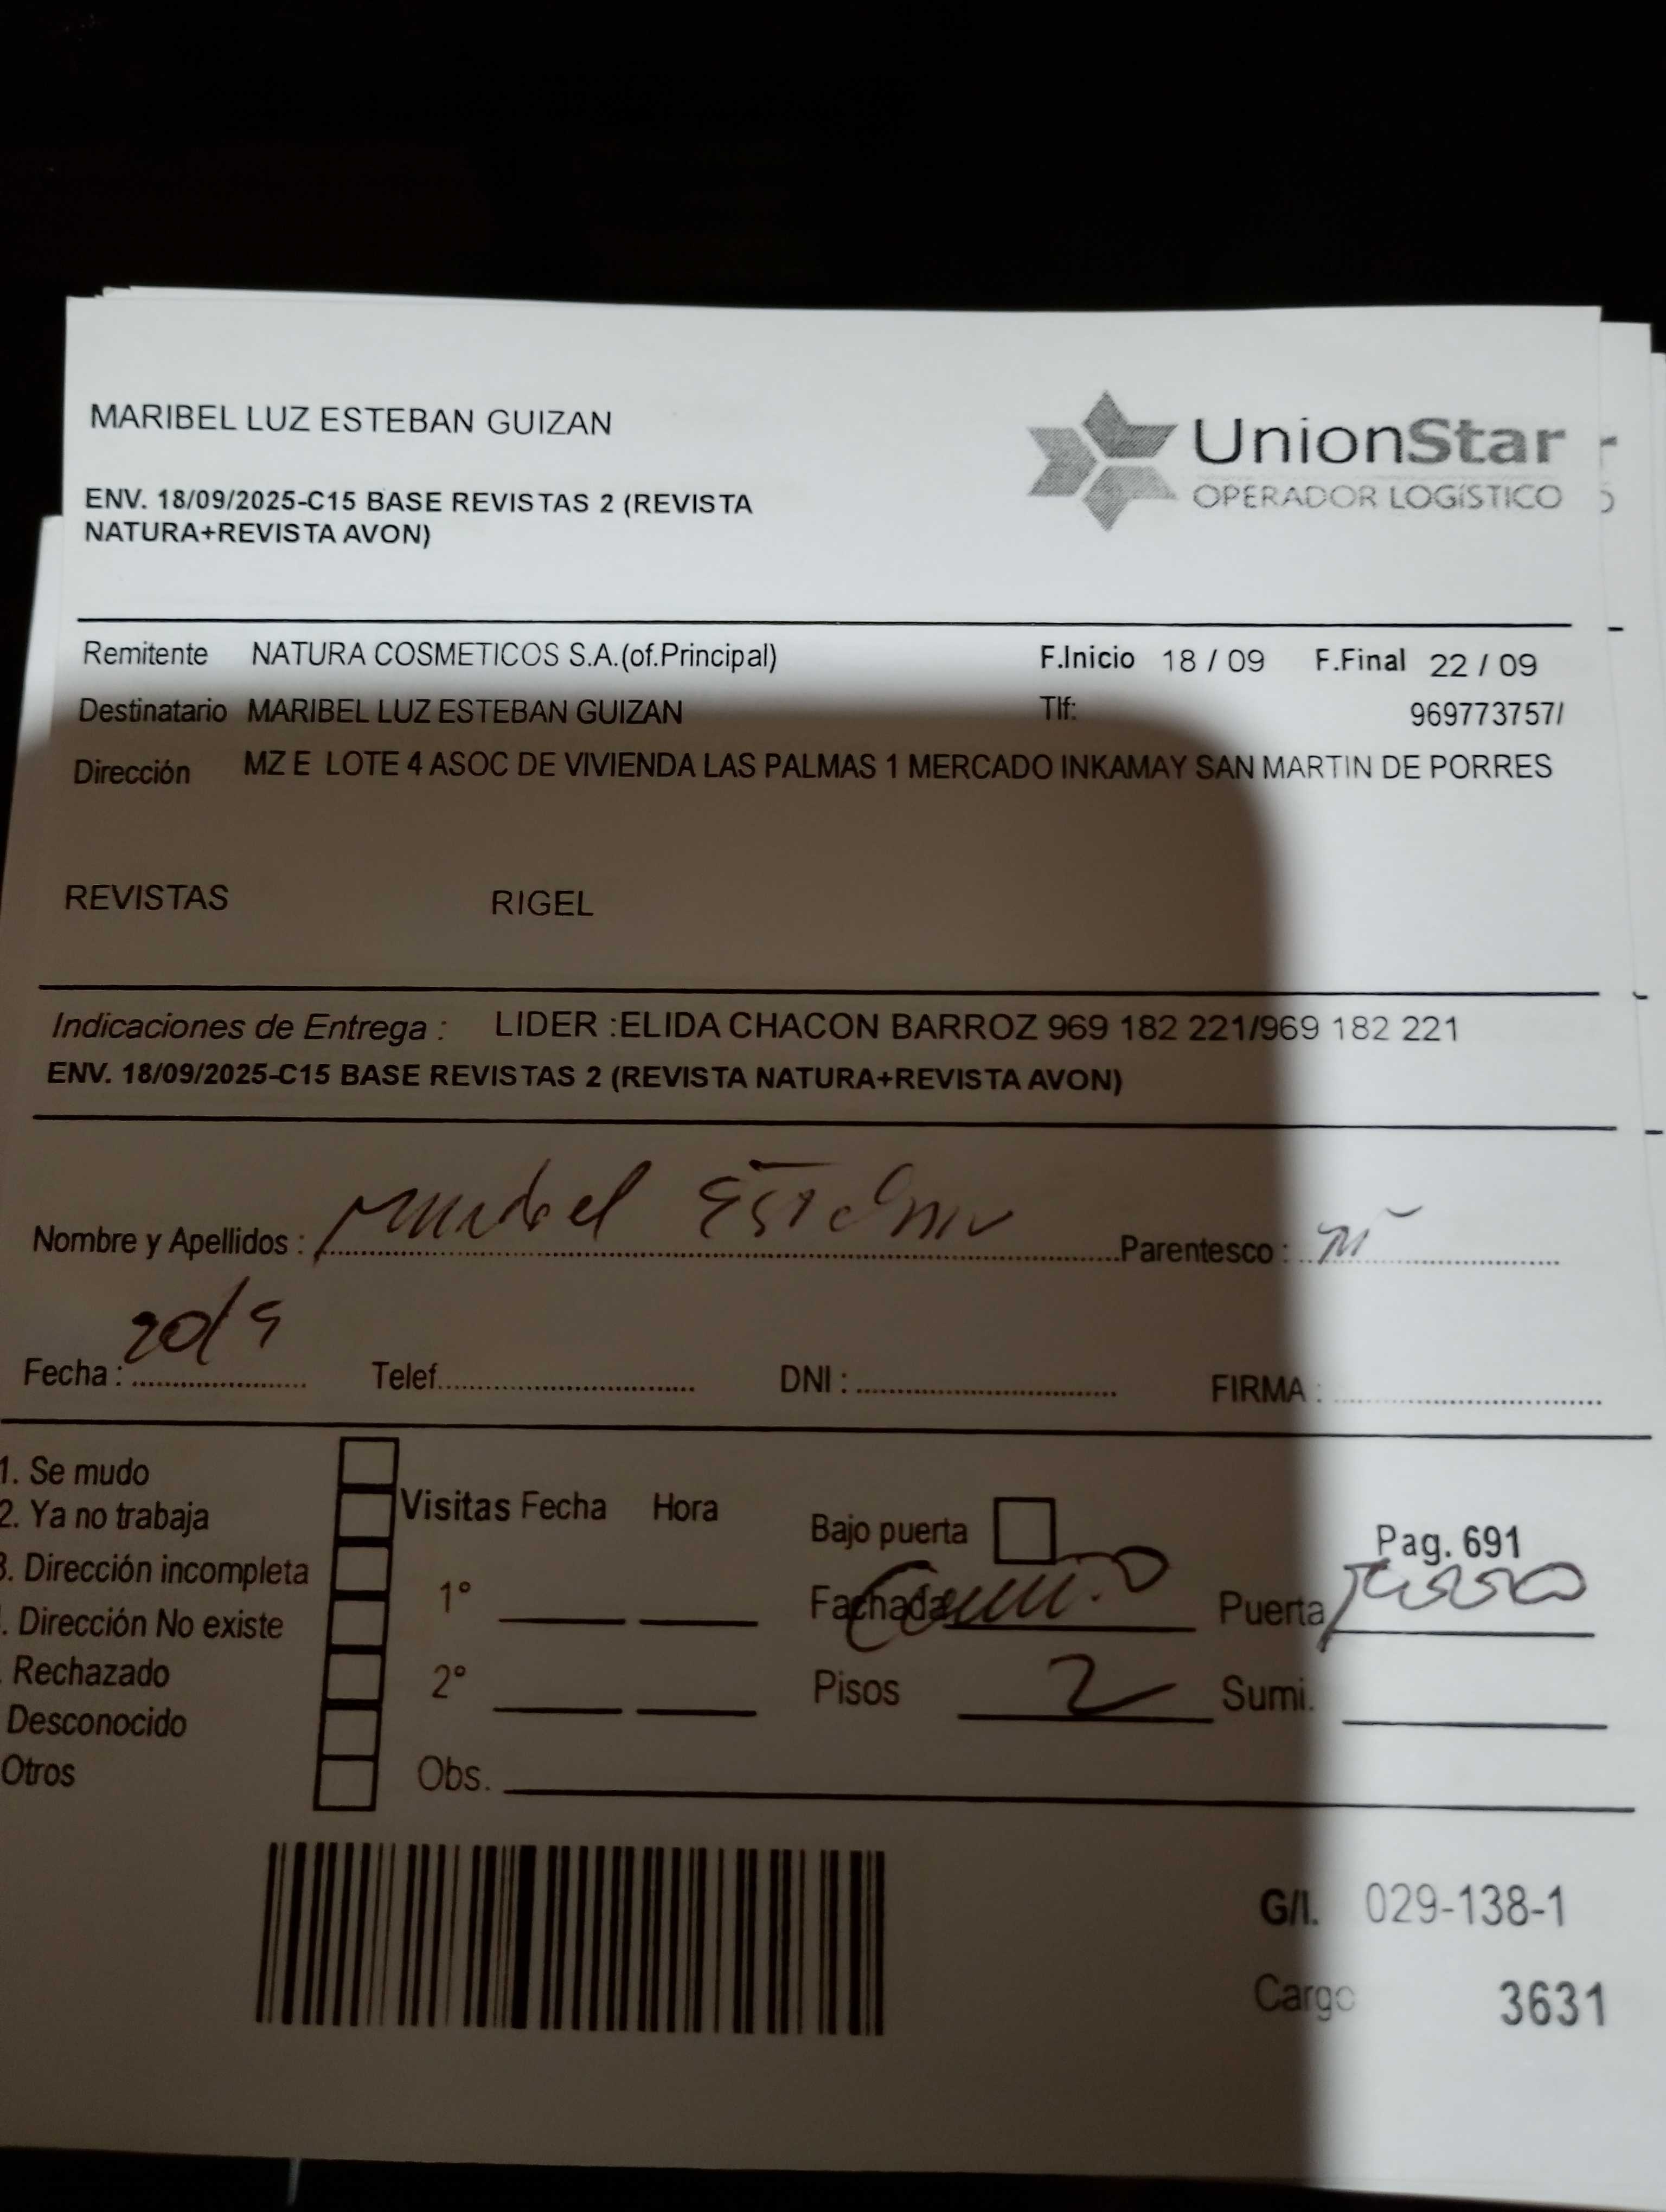 MARIBEL LUZ ESTEBAN GUIZAN
UnionStar
OPERADOR LOGíSTICO
ENV. 18/09/2025-C15 BASE REVISTAS 2 (REVISTA
NATURA+REVISTA AVON)
Remitente NATURA COSMETICOS S.A.(of.Principal) F.Inicio 18 / 09 F.Final 22 / 09
Destinatario MARIBEL LUZ ESTEBAN GUIZAN Tlf: 969773757/
Dirección MZ E LOTE 4 ASOC DE VIVIENDA LAS PALMAS 1 MERCADO INKAMAY SAN MARTIN DE PORRES
REVISTAS RIGEL
Indicaciones de Entrega : LIDER :ELIDA CHACON BARROZ 969 182 221/969 182 221
ENV. 18/09/2025-C15 BASE REVISTAS 2 (REVISTA NATURA+REVISTA AVON)
Nombre y Apellidos : Maribel Esteban Parentesco :
Fecha : 20/9 Telef. DNI : FIRMA :
1. Se mudo
2. Ya no trabaja
3. Dirección incompleta
. Dirección No existe
. Rechazado
Desconocido
Otros
Visitas Fecha Hora
1°
2°
Obs.
Bajo puerta
Pag. 691
Fachada Puerta
Pisos 2 Sumi.
G/I. 029-138-1
Cargo 3631